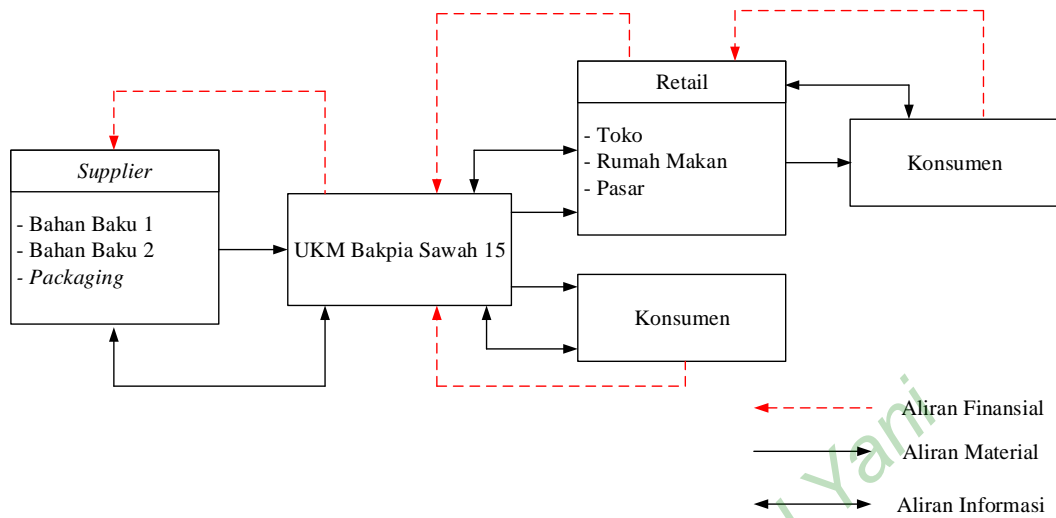 Supplier
- Bahan Baku 1
- Bahan Baku 2
- Packaging
UKM Bakpia Sawah 15
Retail
- Toko
- Rumah Makan
- Pasar
Konsumen
Konsumen
Aliran Finansial
Aliran Material
Aliran Informasi
Yani